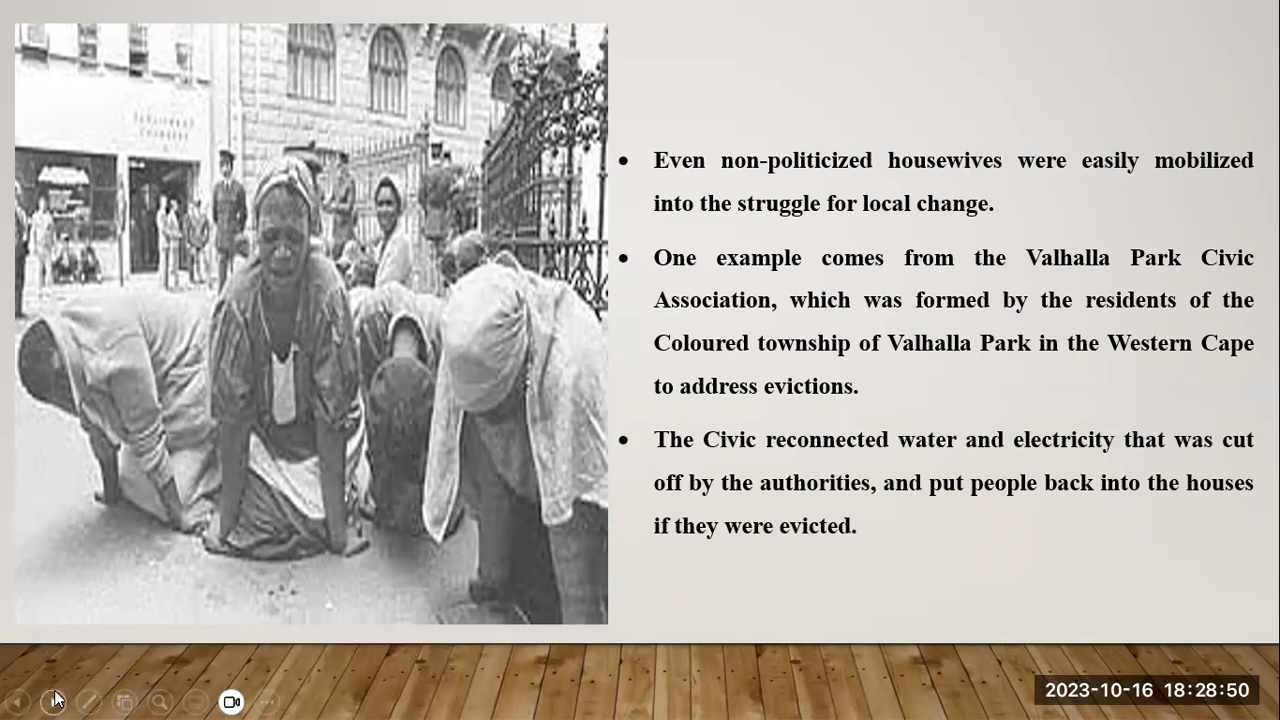 Even non-politicized housewives were easily mobilized
into the struggle for local change.
One example comes from the Valhalla Park Civic
Association, which was formed by the residents of the
Coloured township of Valhalla Park in the Western Cape
to address evictions.
The Civic reconnected water and electricity that was cut
off by the authorities, and put people back into the houses
if they were evicted.
2023-10-16 18:28:50